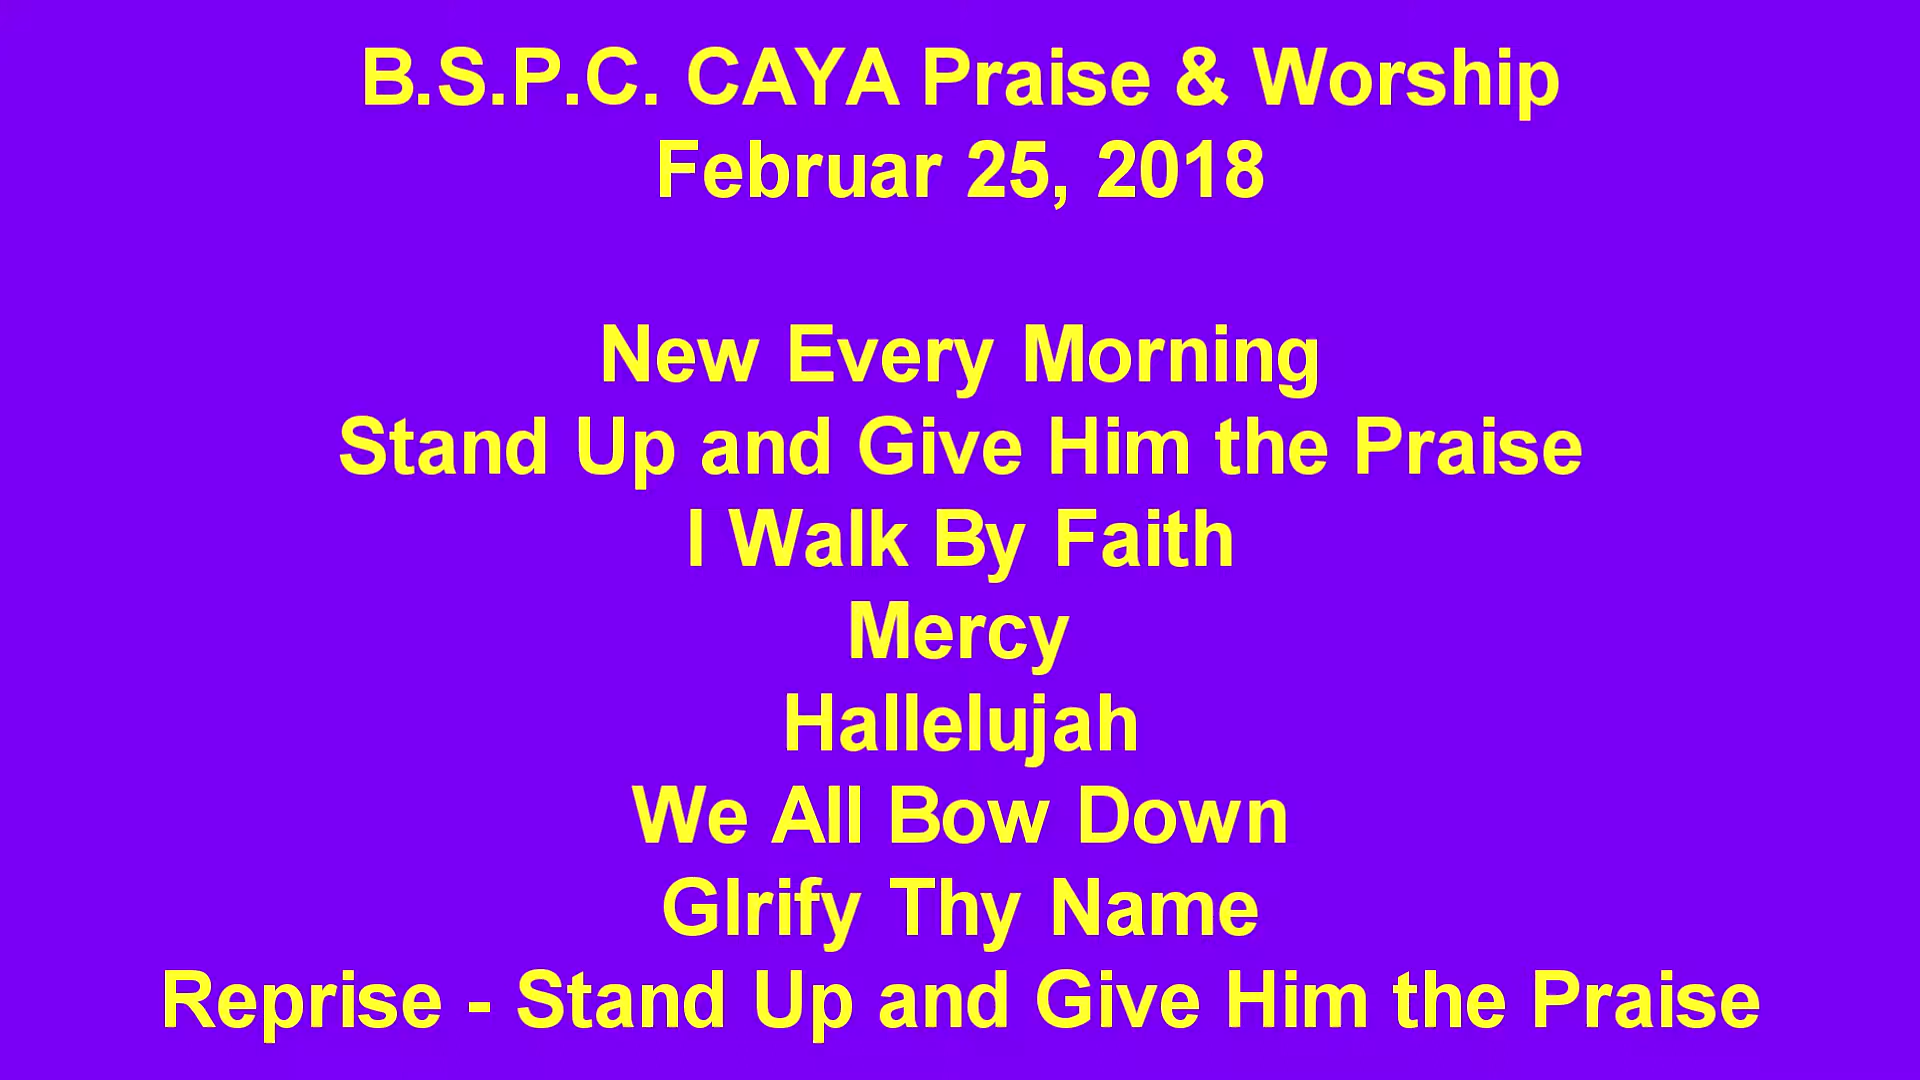 B.S.P.C. CAYA Praise & Worship
Februar 25, 2018
New Every Morning
Stand Up and Give Him the Praise
I Walk By Faith
Mercy
Hallelujah
We All Bow Down
Glrify Thy Name
Reprise - Stand Up and Give Him the Praise